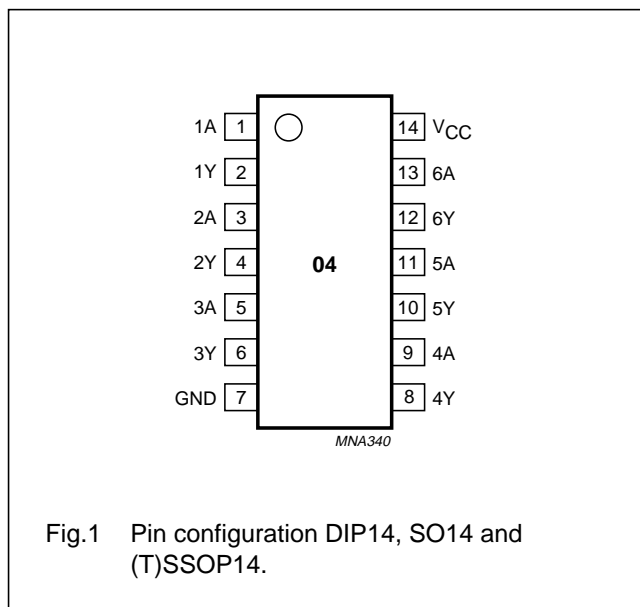 1A 1 14 VCC
1Y 2 13 6A
2A 3 12 6Y
2Y 4 04 11 5A
3A 5 10 5Y
3Y 6 9 4A
GND 7 8 4Y
MNA340
Fig.1 Pin configuration DIP14, SO14 and
(T)SSOP14.